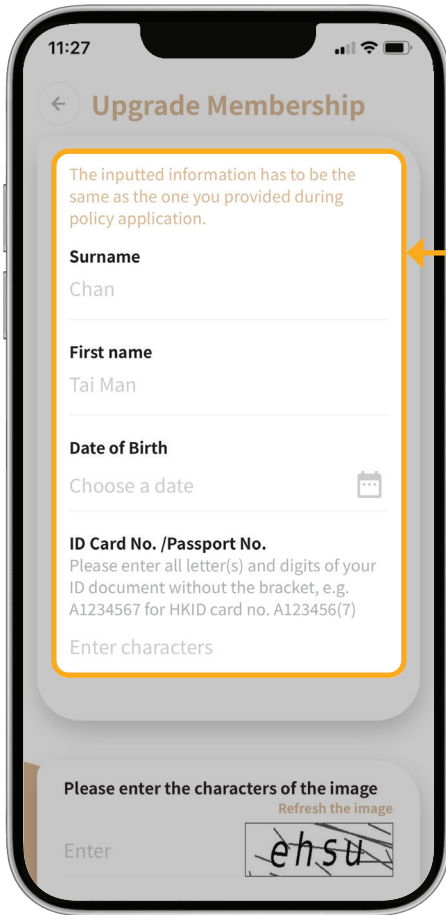 11:27
Upgrade Membership
The inputted information has to be the
same as the one you provided during
policy application.
Surname
Chan
First name
Tai Man
Date of Birth
Choose a date
ID Card No. /Passport No.
Please enter all letter(s) and digits of your
ID document without the bracket, e.g.
A1234567 for HKID card no. A123456(7)
Enter characters
Please enter the characters of the image
Refresh the image
Enter
ehsu